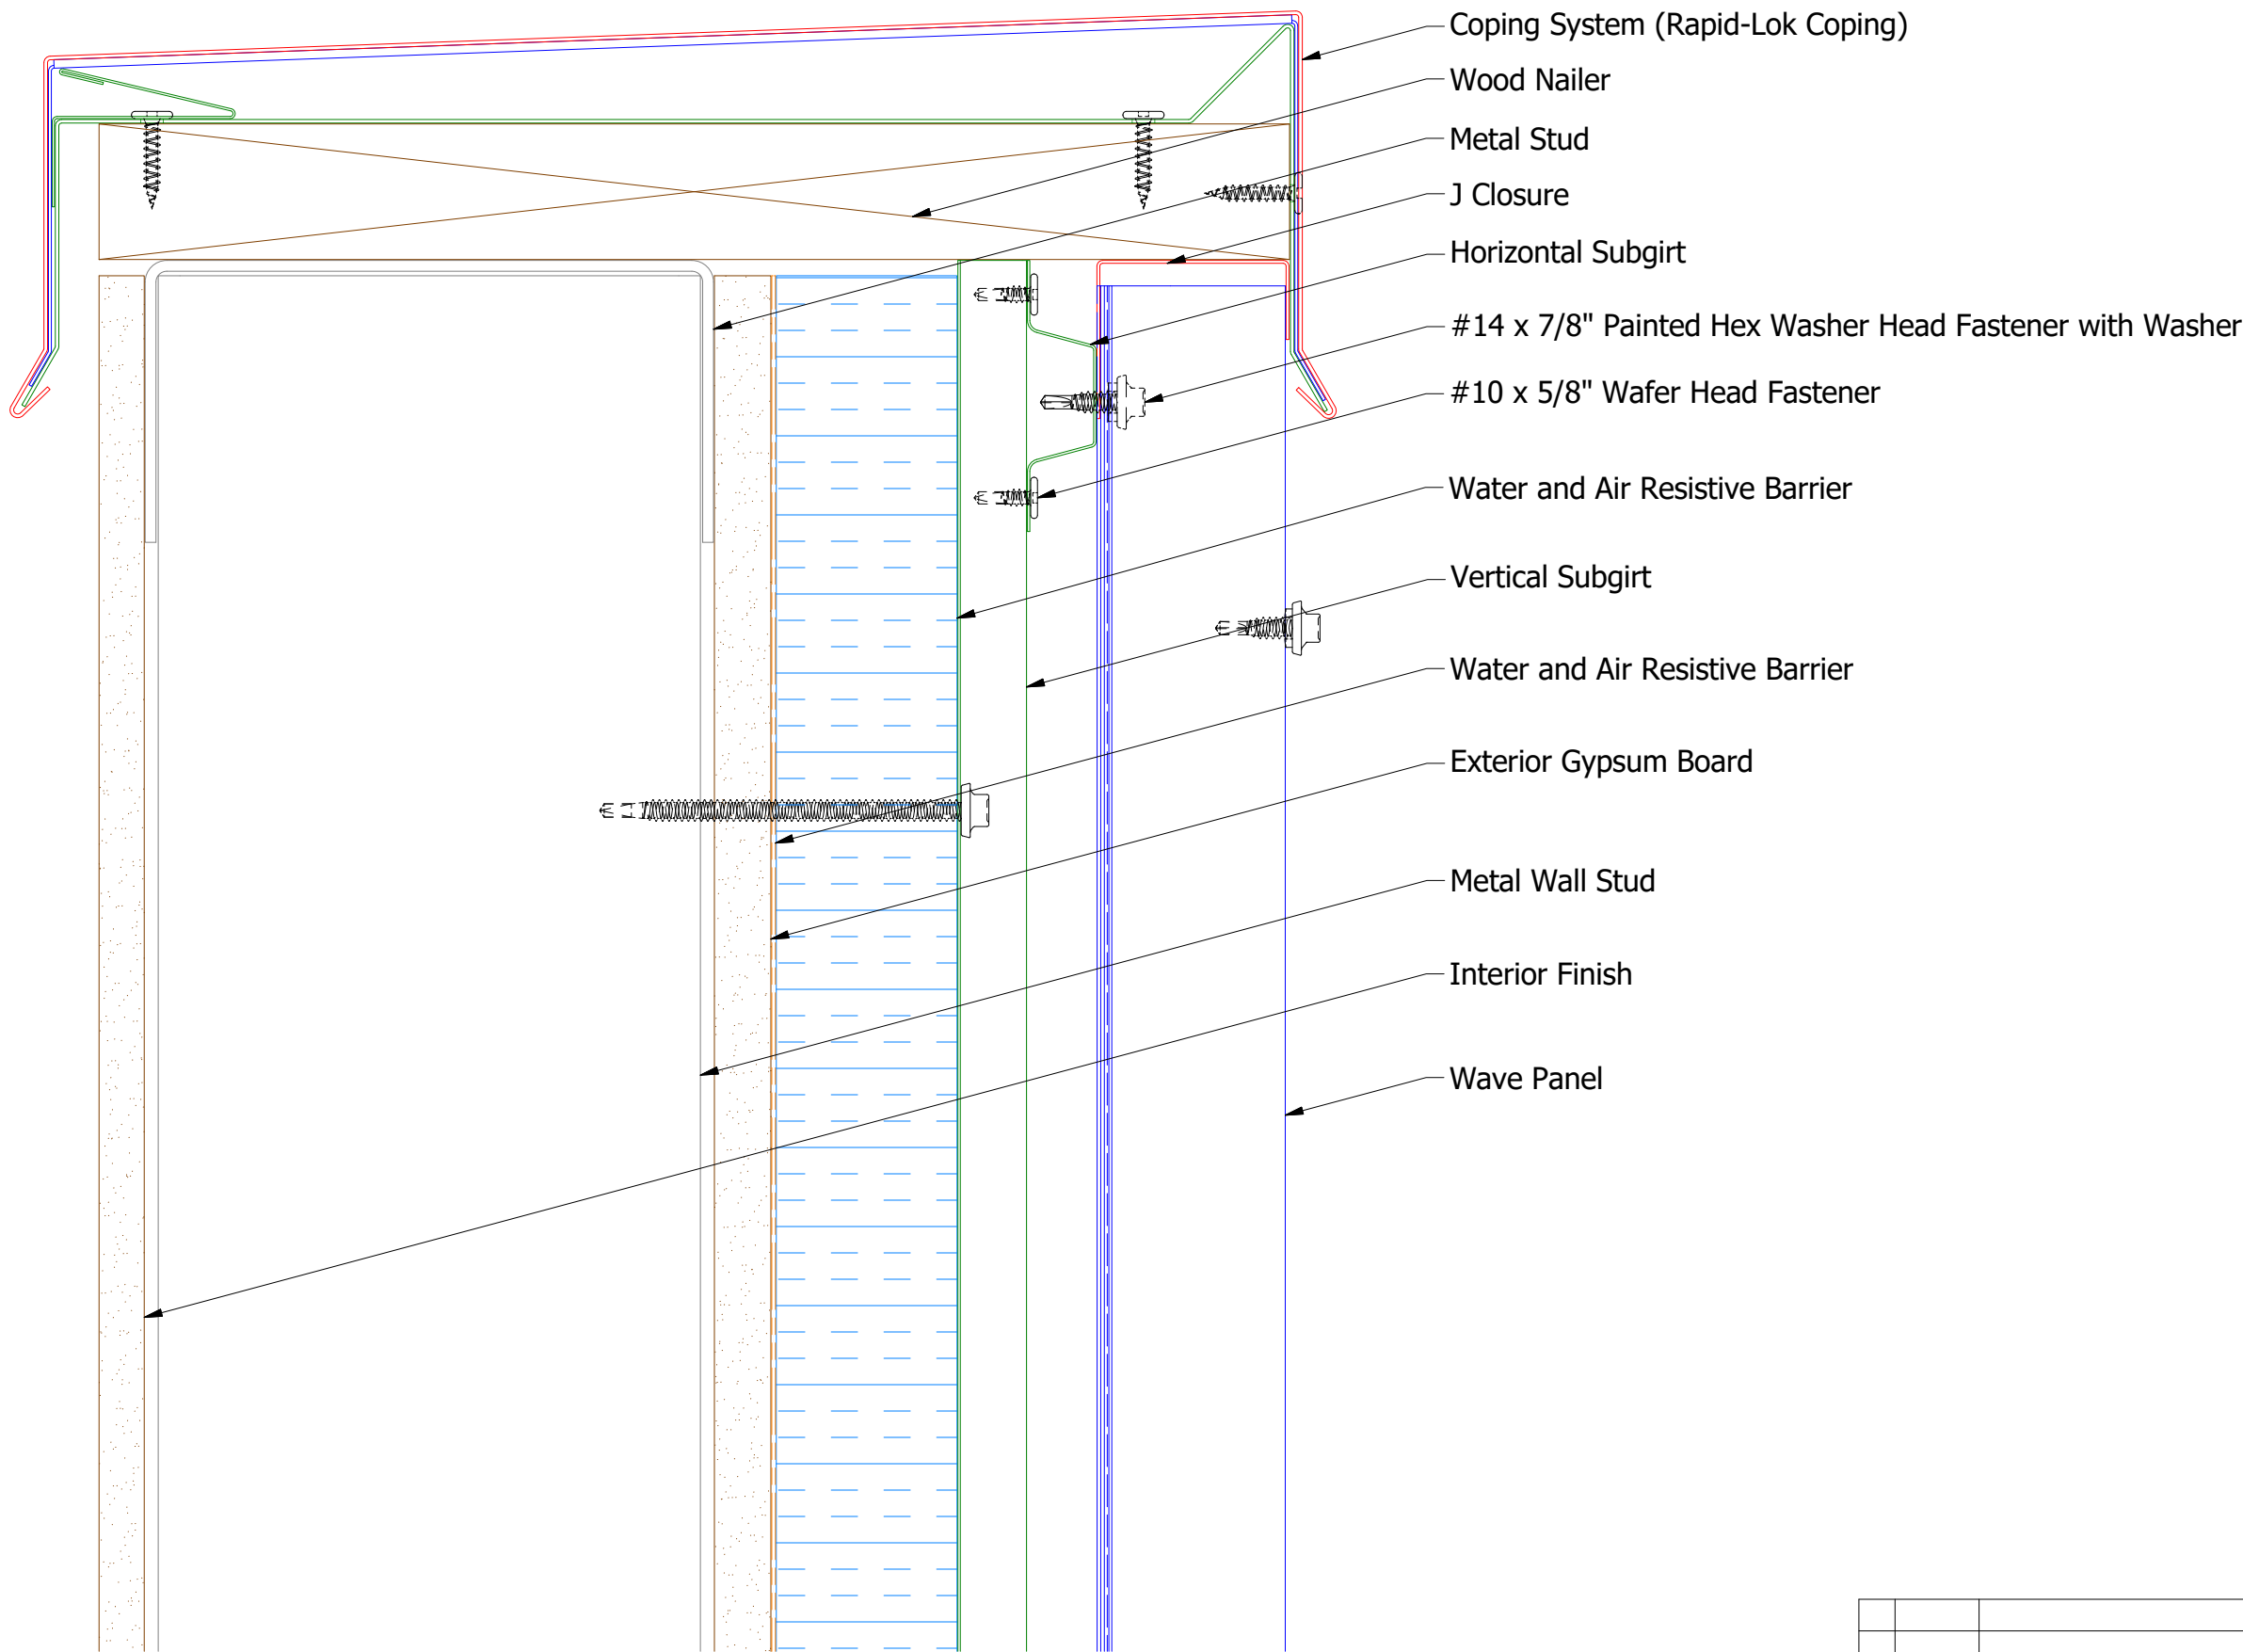 Coping System (Rapid-Lok Coping)
Wood Nailer
Metal Stud
J Closure
Horizontal Subgirt
#14 x 7/8" Painted Hex Washer Head Fastener with Washer
#10 x 5/8" Wafer Head Fastener
Water and Air Resistive Barrier
Vertical Subgirt
Water and Air Resistive Barrier
Exterior Gypsum Board
Metal Wall Stud
Interior Finish
Wave Panel